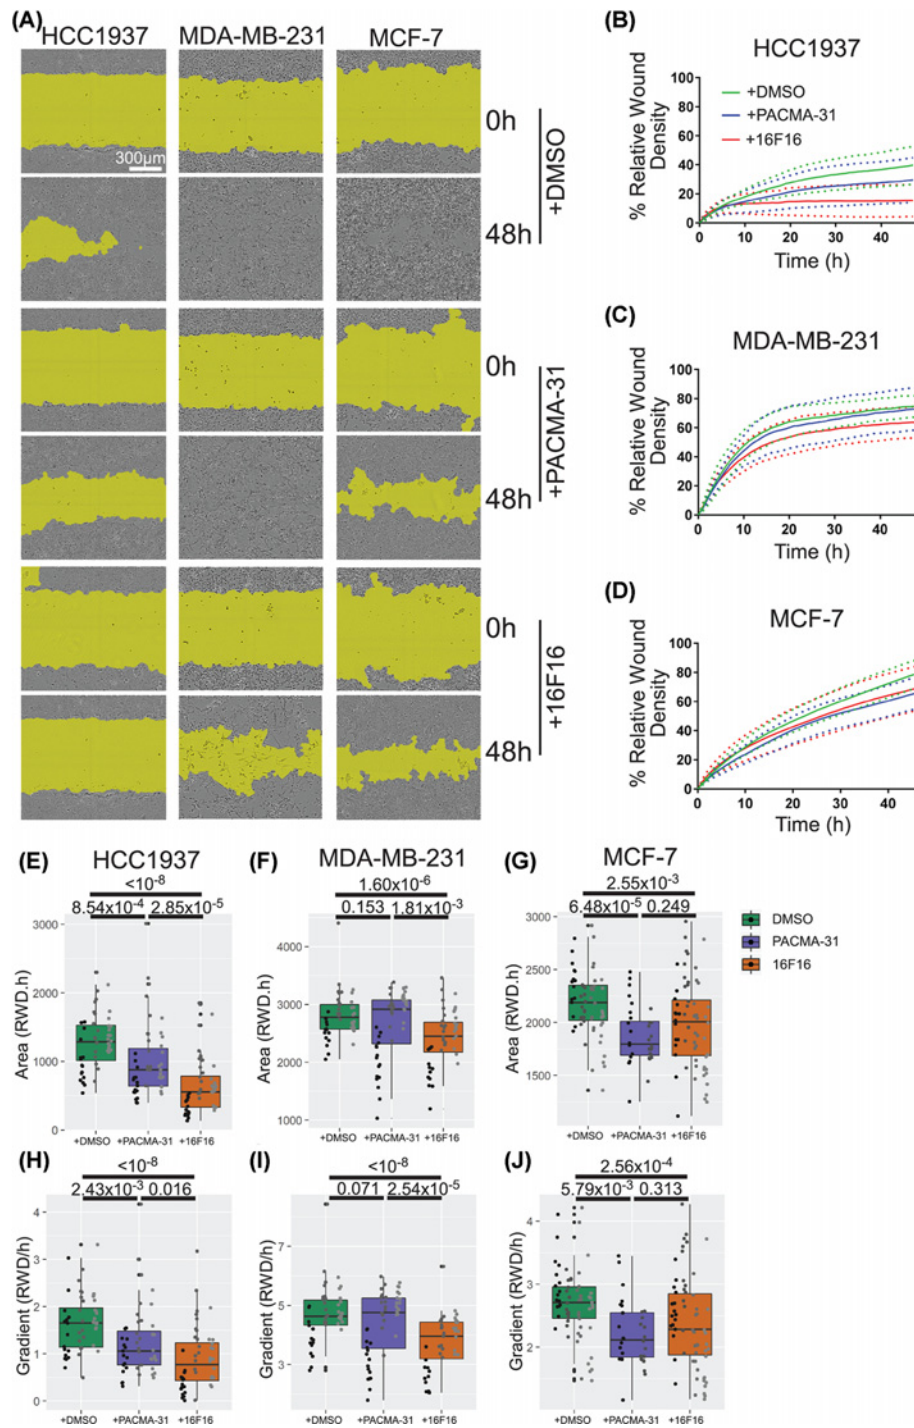 (A)
HCC1937 MDA-MB-231 MCF-7
300µm
0h
48h
+DMSO
0h
48h
+PACMA-31
0h
48h
+16F16
(B)
HCC1937
% Relative Wound
Density
100
80
60
40
20
0
+DMSO
+PACMA-31
+16F16
0 10 20 30 40
Time (h)
(C)
MDA-MB-231
% Relative Wound
Density
100
80
60
40
20
0
0 10 20 30 40
Time (h)
(D)
MCF-7
% Relative Wound
Density
100
80
60
40
20
0
0 10 20 30 40
Time (h)
(E)
HCC1937
<10-8
8.54x10-4 2.85x10-5
Area (RWD.h)
3000
2000
1000
0
+DMSO +PACMA-31 +16F16
(F)
MDA-MB-231
1.60x10-6
0.153 1.81x10-3
Area (RWD.h)
4000
3000
2000
1000
+DMSO +PACMA-31 +16F16
(G)
MCF-7
2.55x10-3
6.48x10-5 0.249
Area (RWD.h)
3000
2500
2000
1500
+DMSO +PACMA-31 +16F16
DMSO
PACMA-31
16F16
(H)
<10-8
2.43x10-3 0.016
Gradient (RWD/h)
4
3
2
1
0
+DMSO +PACMA-31 +16F16
(I)
<10-8
0.071 2.54x10-5
Gradient (RWD/h)
7
5
3
+DMSO +PACMA-31 +16F16
(J)
2.56x10-4
5.79x10-3 0.313
Gradient (RWD/h)
4
3
2
+DMSO +PACMA-31 +16F16